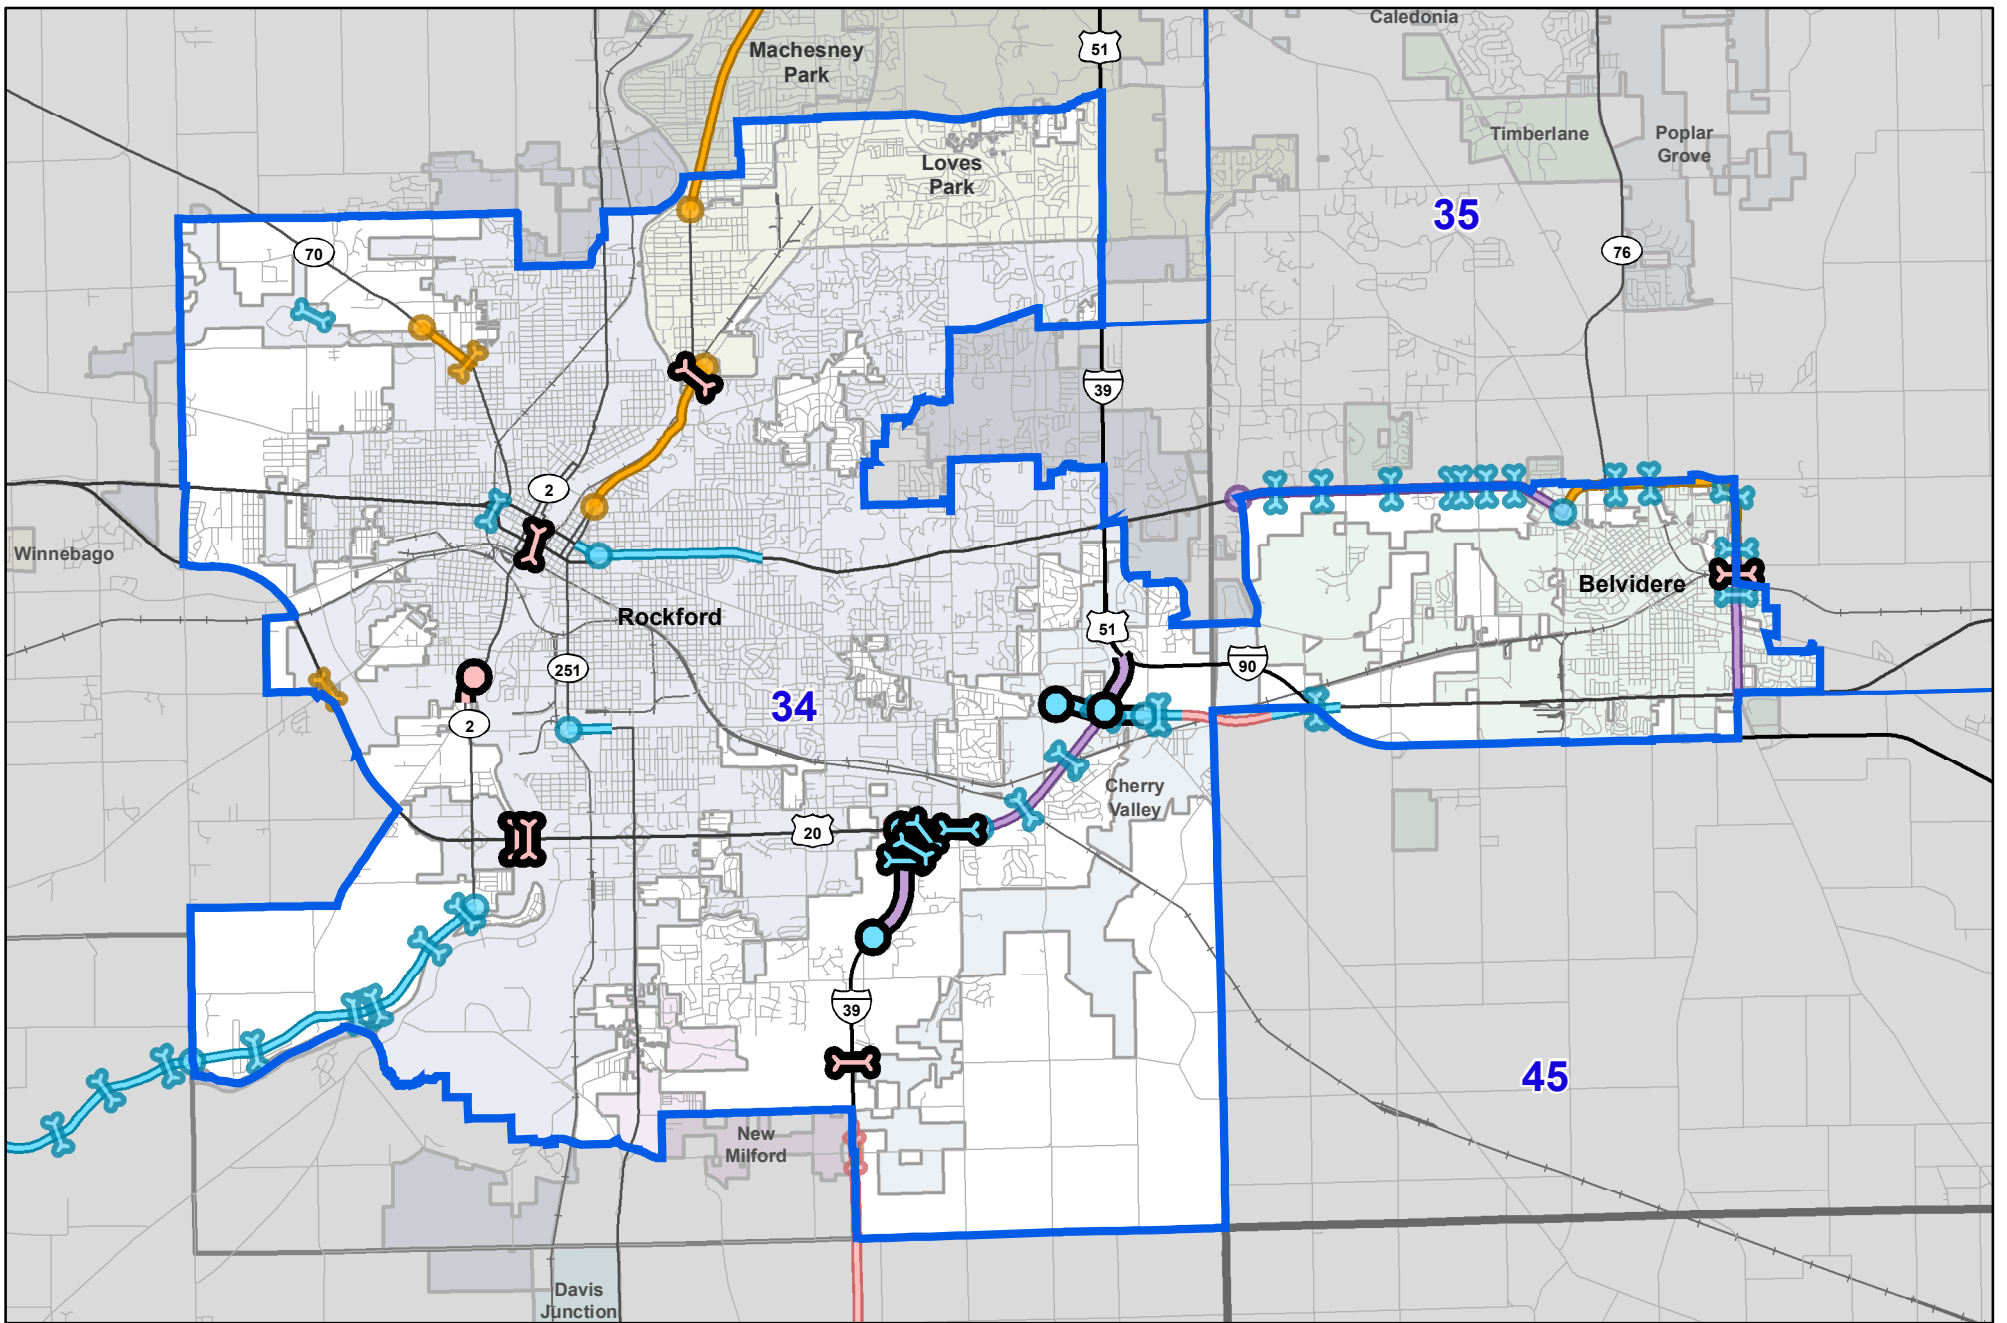 Caledonia
Machesney
Park
51
Timberlane
Poplar
Grove
Loves
Park
35
70
76
39
2
Winnebago
Belvidere
Rockford
51
90
251
34
2
Cherry
Valley
20
39
45
New
Milford
Davis
Junction